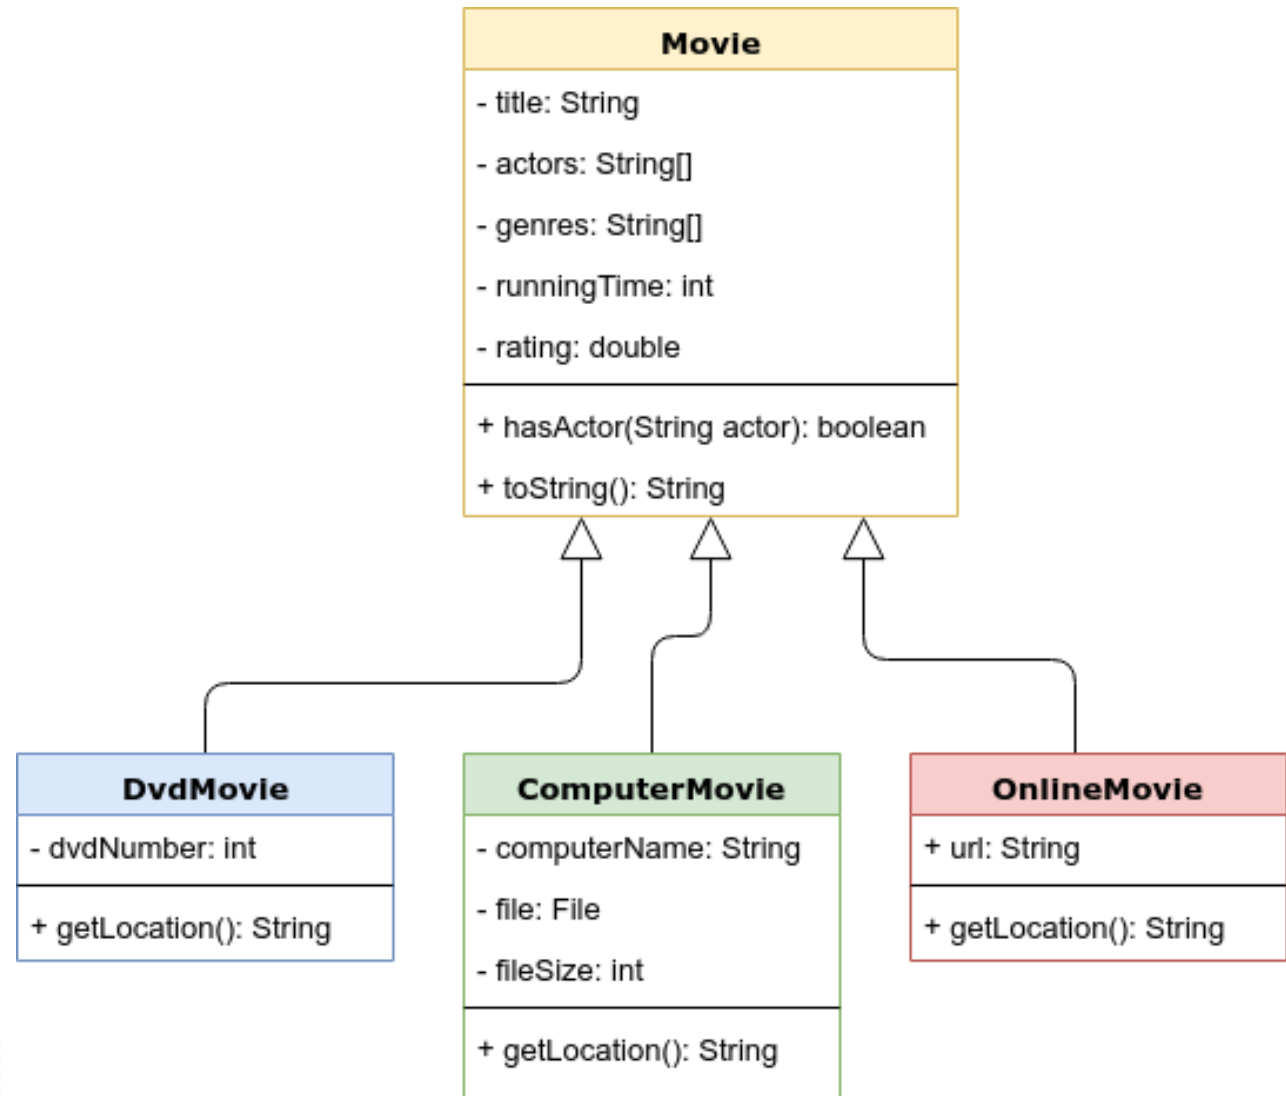 Movie
- title: String
- actors: String[]
- genres: String[]
- runningTime: int
- rating: double
+ hasActor(String actor): boolean
+ toString(): String
DvdMovie
- dvdNumber: int
+ getLocation(): String
ComputerMovie
- computerName: String
- file: File
- fileSize: int
+ getLocation(): String
OnlineMovie
+ url: String
+ getLocation(): String